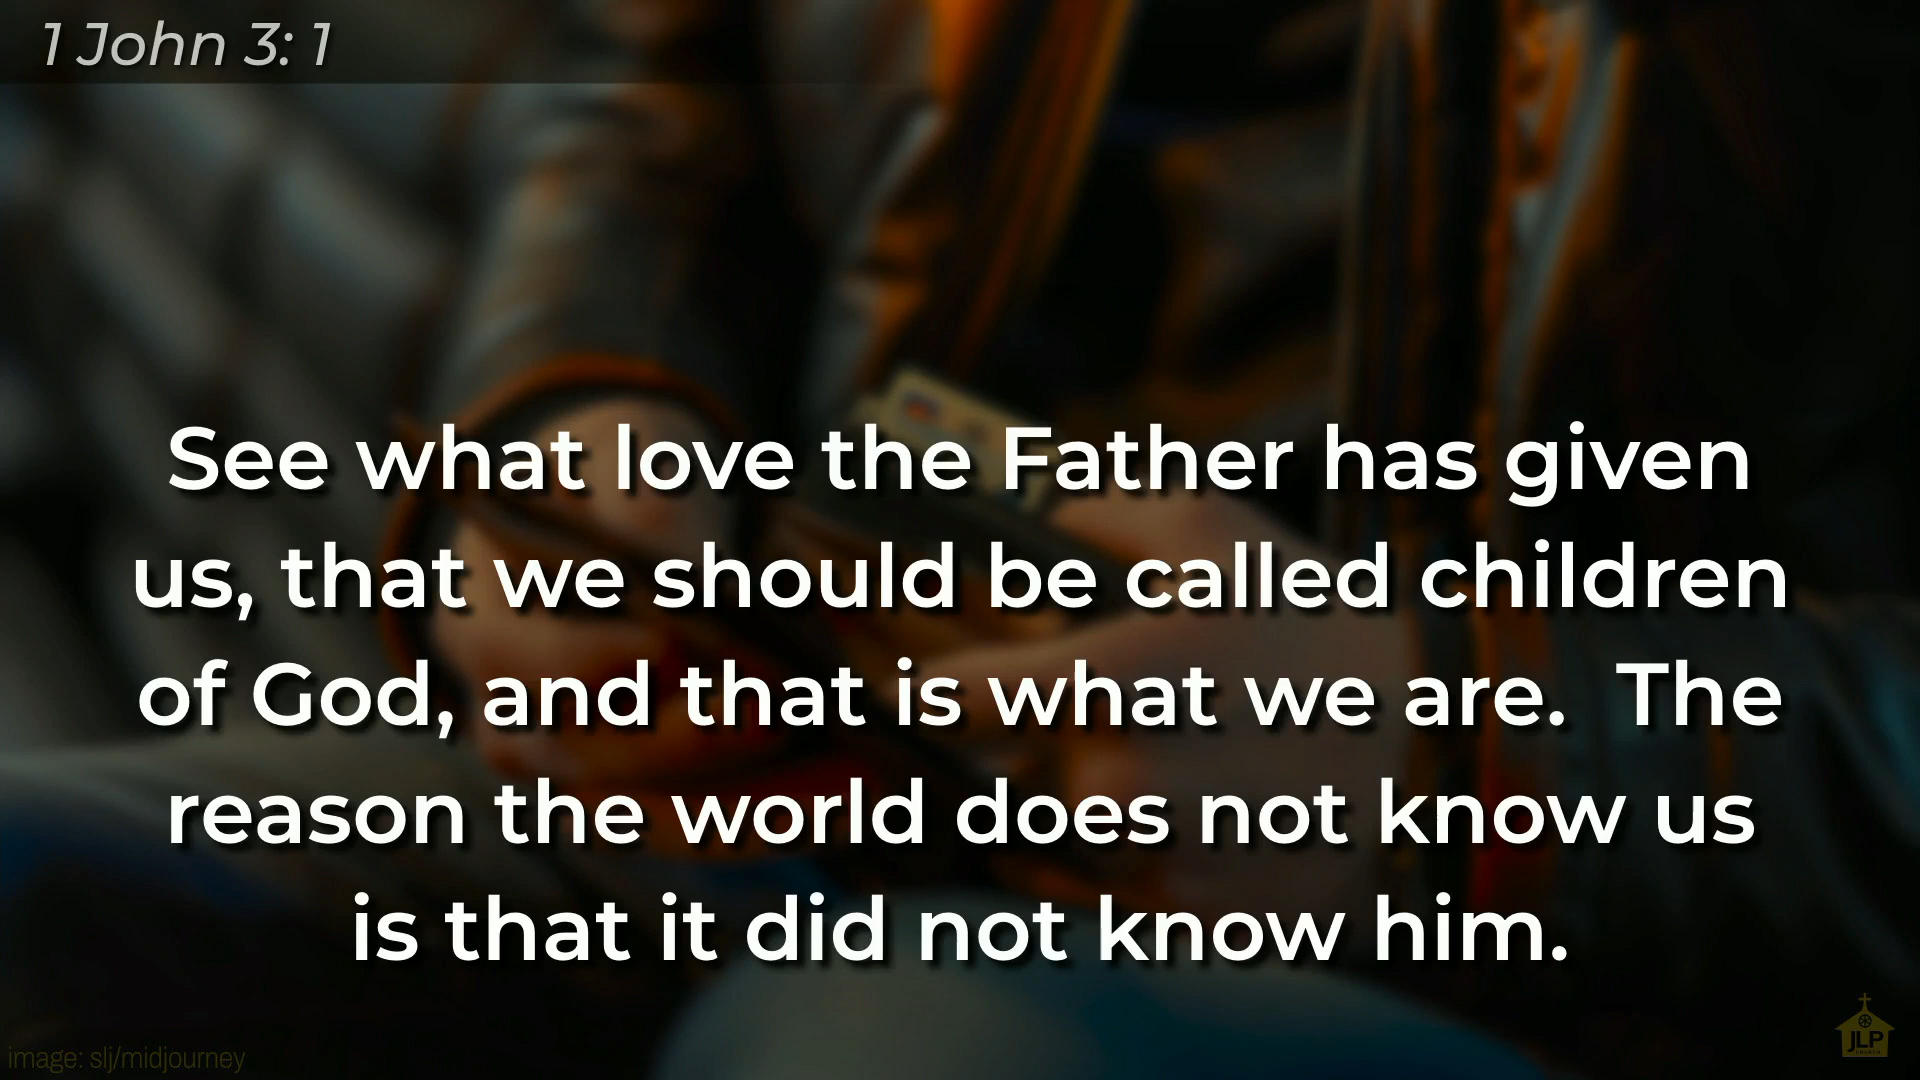 1 John 3: 1
See what love the Father has given
us, that we should be called children
of God, and that is what we are.  The
reason the world does not know us
is that it did not know him.
image: slj/midjourney
JLP
CHURCH